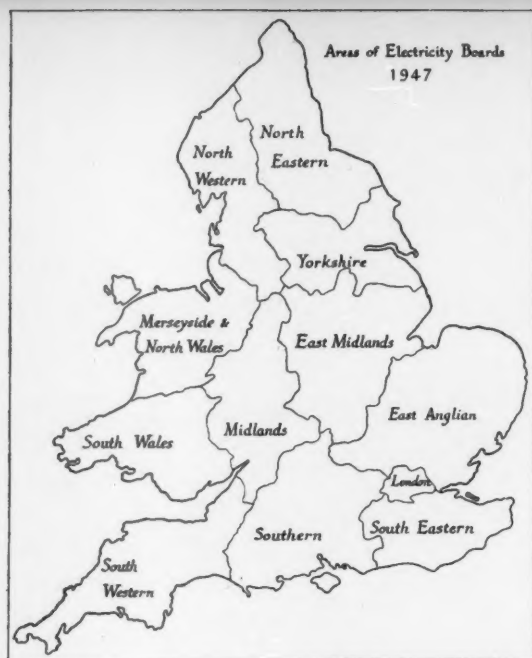 Areas of Electricity Boards
1947
North
Eastern
North
Western
Yorkshire
Merseyside &
North Wales
East Midlands
East Anglian
South Wales
Midlands
London
Southern
South Eastern
South
Western